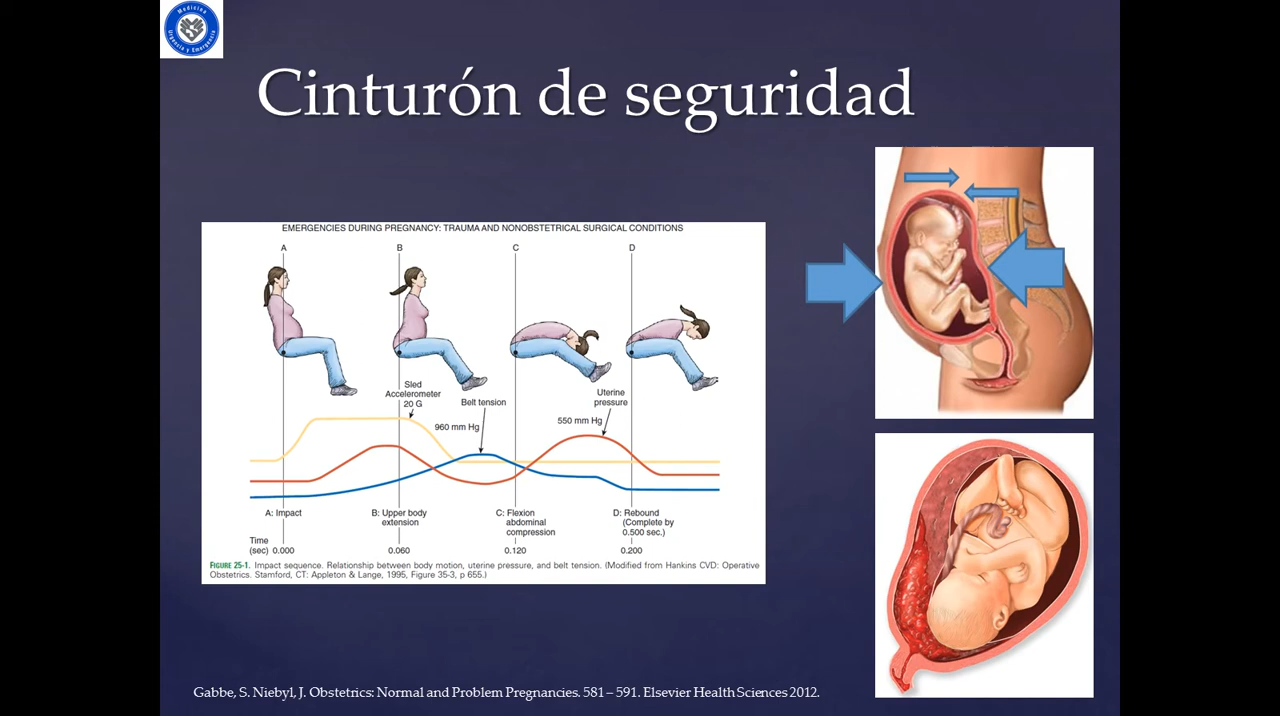 Medicina
Urgencia y Emergencia
Cinturón de seguridad
EMERGENCIES DURING PREGNANCY: TRAUMA AND NONOBSTETRICAL SURGICAL CONDITIONS
A
B
C
D
Sled
Accelerometer
20 G
Belt tension
960 mm Hg
Uterine
pressure
550 mm Hg
A: Impact
B: Upper body
extension
C: Flexion
abdominal
compression
D: Rebound
(Complete by
0.500 sec.)
Time
(sec) 0.000 0.060 0.120 0.200
FIGURE 25-1. Impact sequence. Relationship between body motion, uterine pressure, and belt tension. (Modified from Hankins CVD: Operative
Obstetrics. Stamford, CT: Appleton & Lange, 1995, Figure 35-3, p 655.)
Gabbe, S. Niebyl, J. Obstetrics: Normal and Problem Pregnancies. 581 – 591. Elsevier Health Sciences 2012.